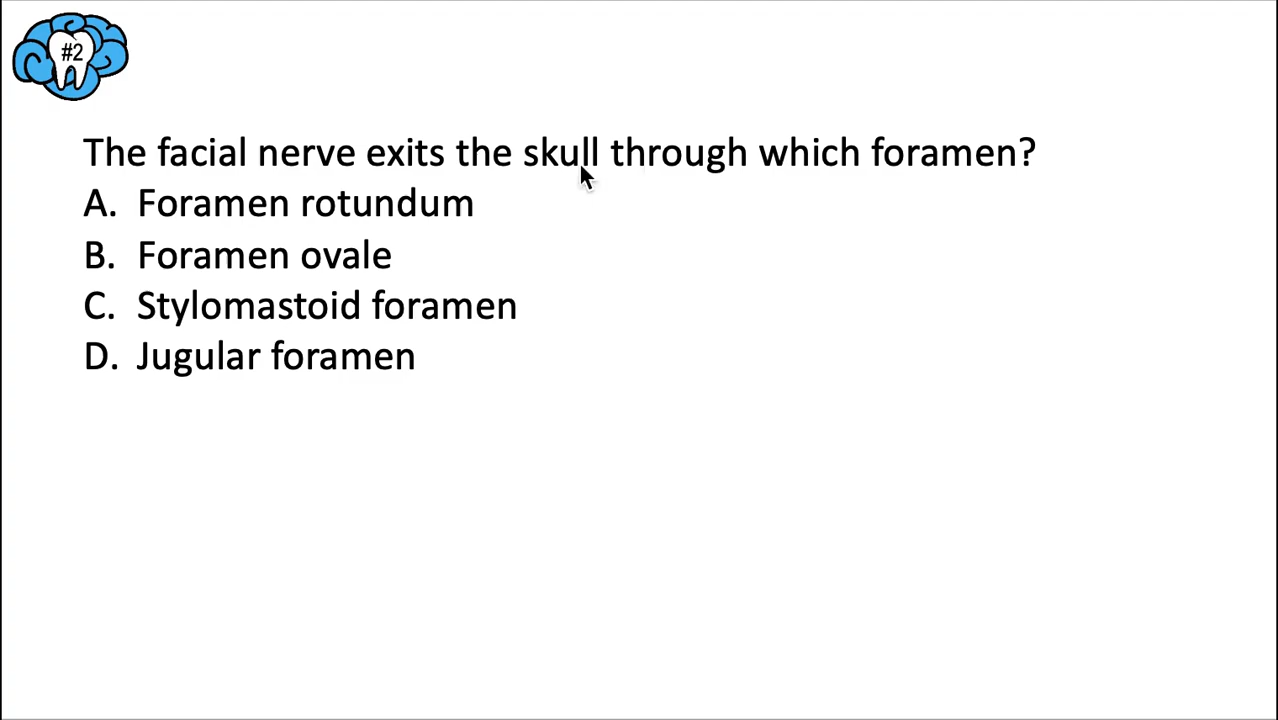 #2
The facial nerve exits the skull through which foramen?
A. Foramen rotundum
B. Foramen ovale
C. Stylomastoid foramen
D. Jugular foramen